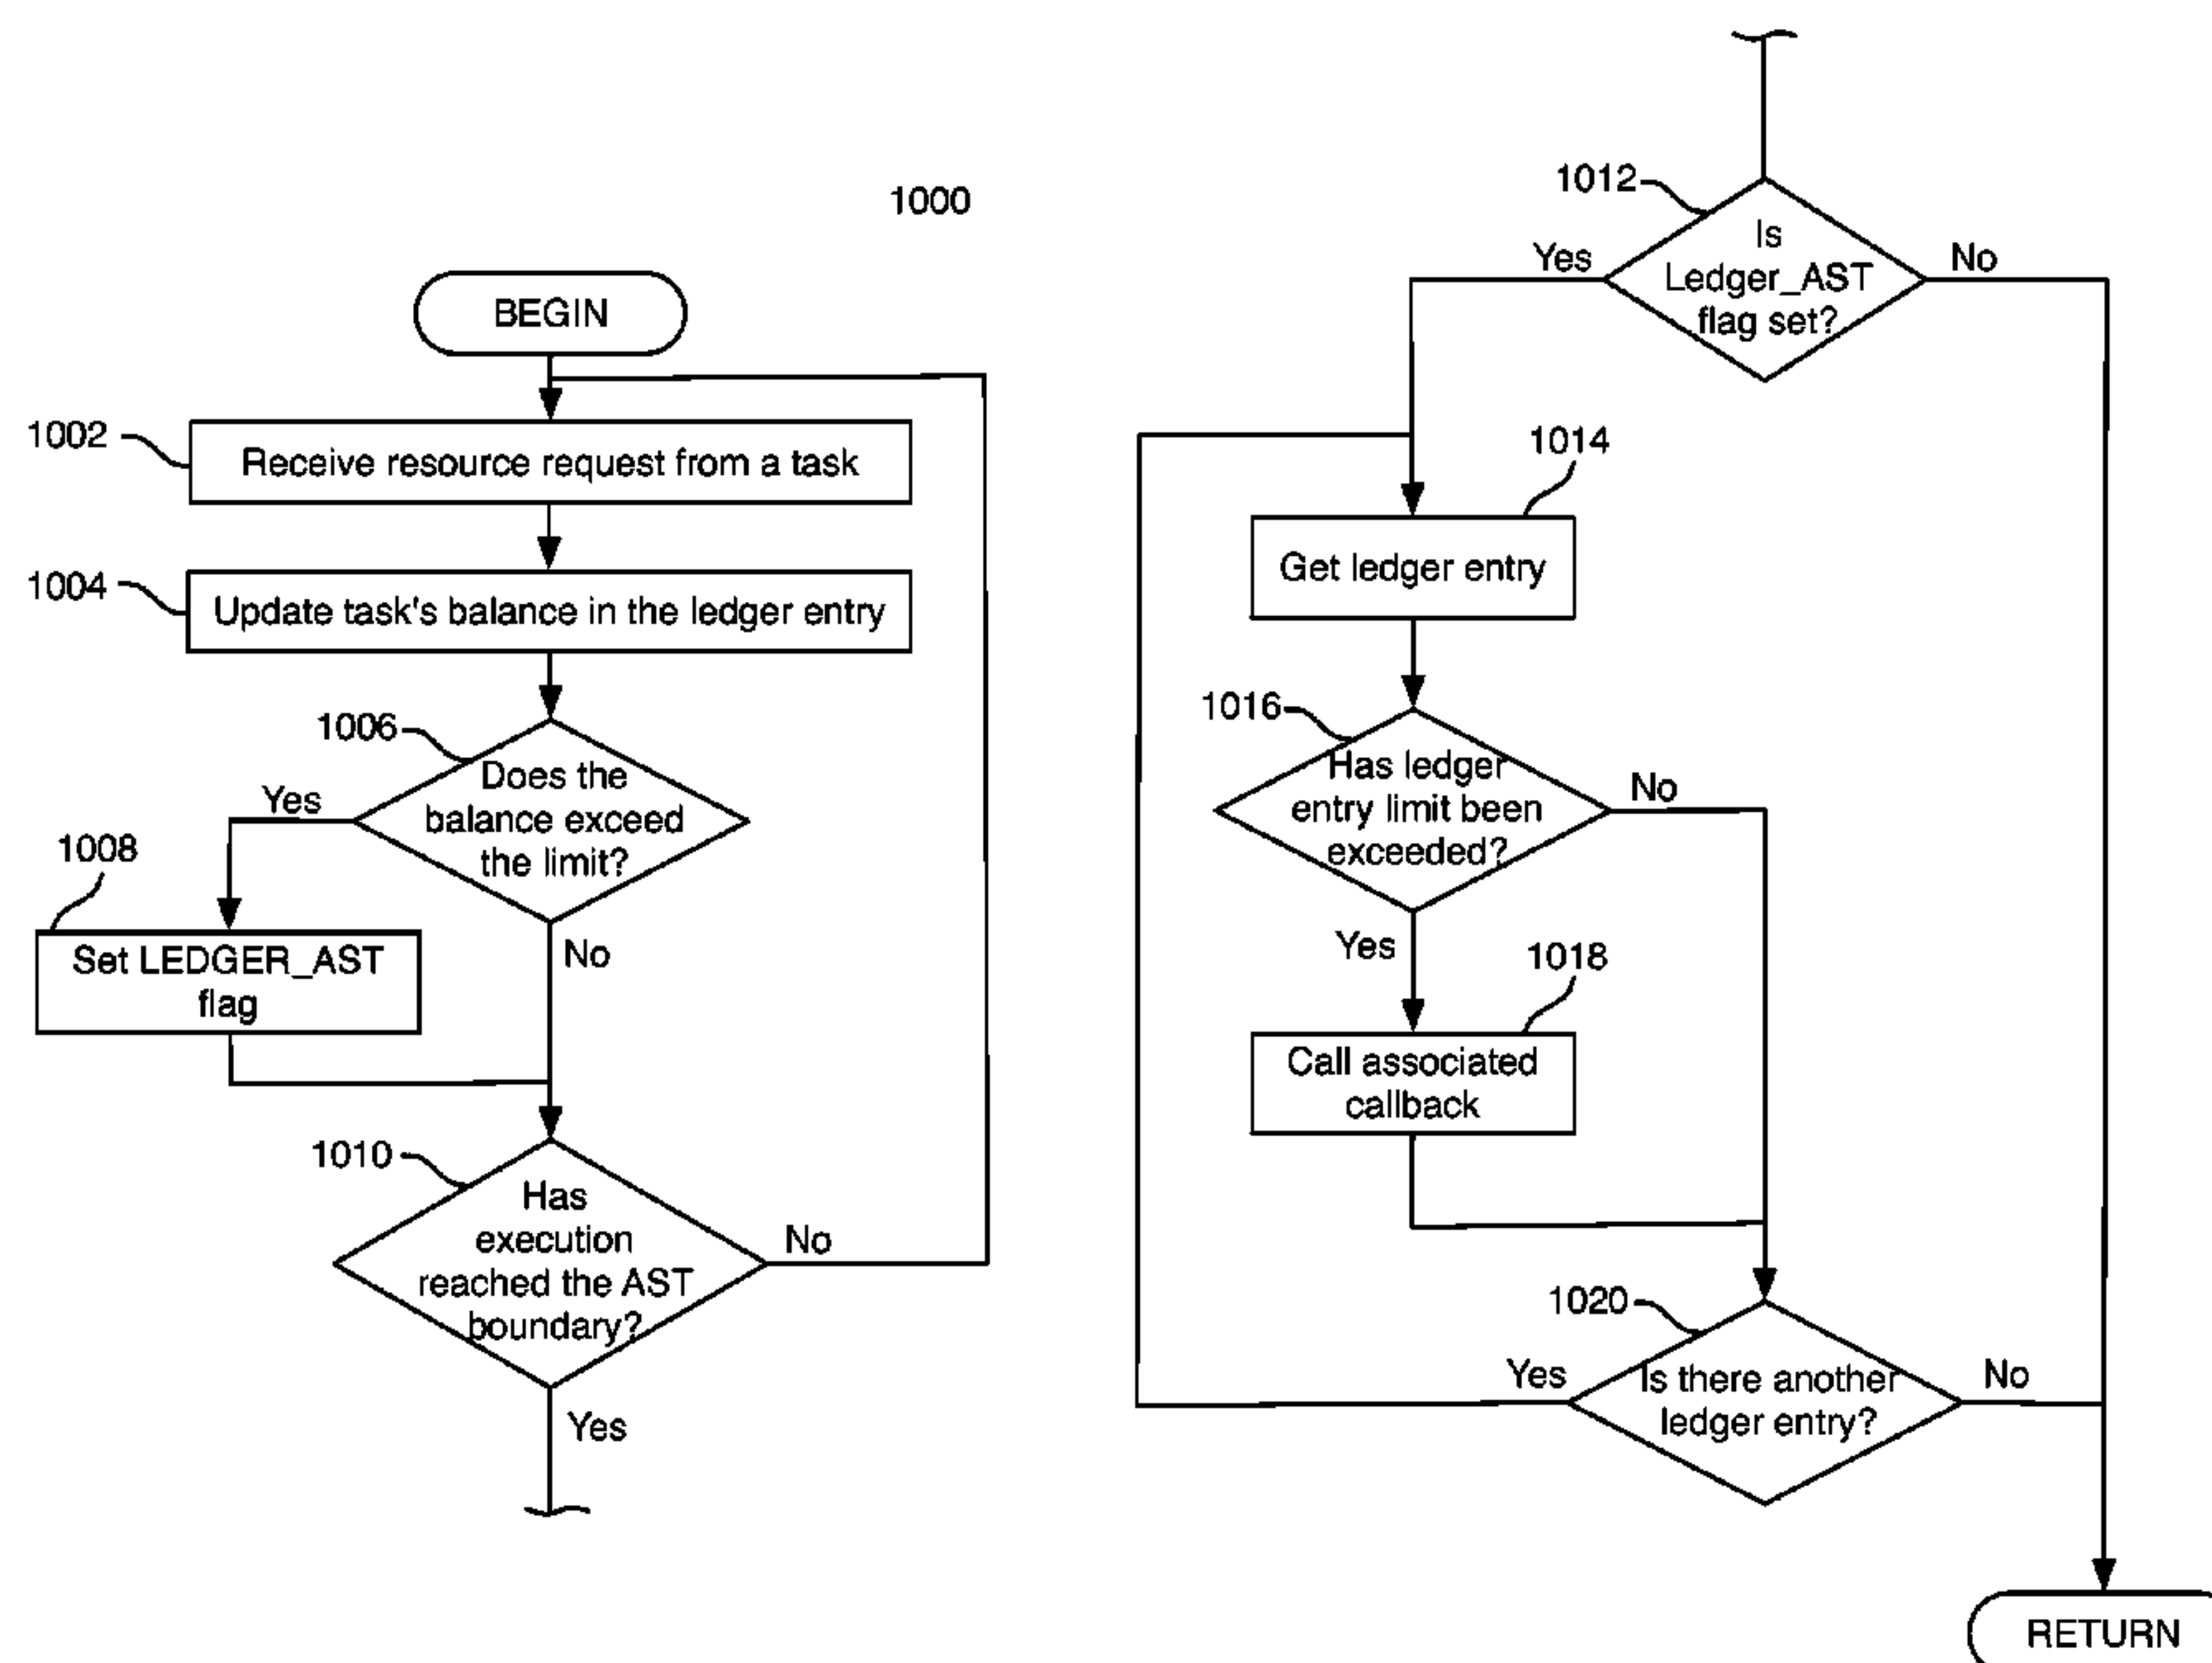 1000
BEGIN
1002
Receive resource request from a task
1004
Update task's balance in the ledger entry
1006
Does the
balance exceed
the limit?
Yes
No
1008
Set LEDGER_AST
flag
1010
Has
execution
reached the AST
boundary?
No
Yes
1012
Is
Ledger_AST
flag set?
Yes
No
1014
Get ledger entry
1016
Has ledger
entry limit been
exceeded?
No
Yes
1018
Call associated
callback
1020
Is there another
ledger entry?
Yes
No
RETURN